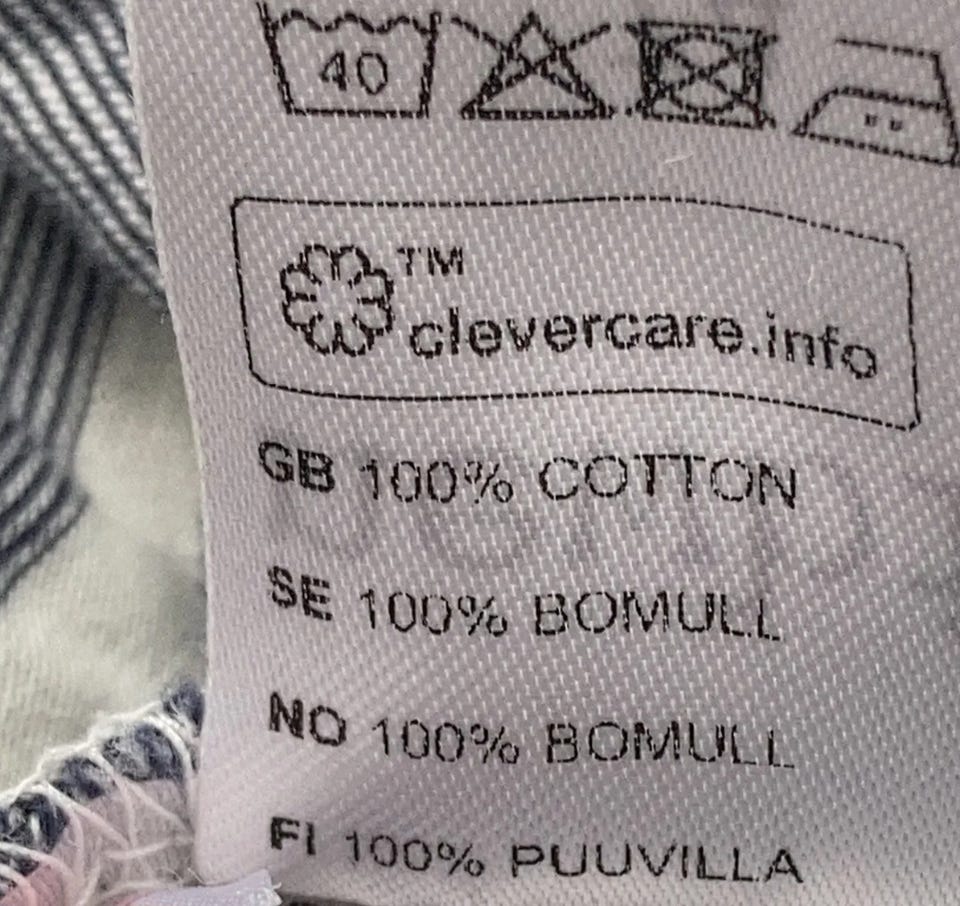 40
TM
clevercare.info
GB 100% COTTON
SE 100% BOMULL
NO 100% BOMULL
FI 100% PUUVILLA